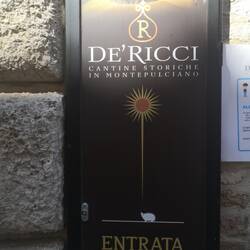 R
DE'RICCI
CANTINE STORICHE
IN MONTEPULCIANO
ENTRATA